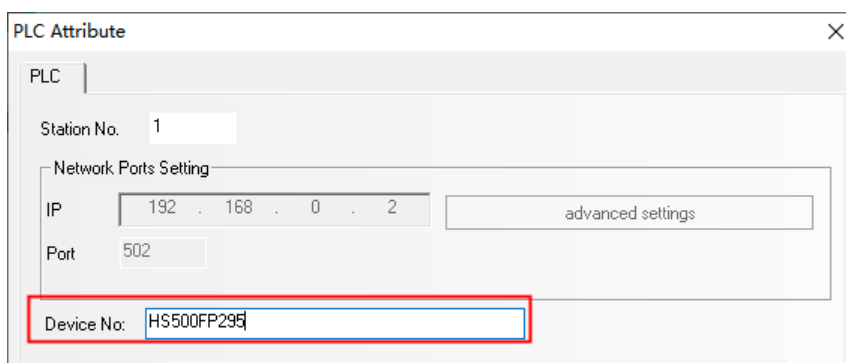 PLC Attribute
PLC
Station No. 1
Network Ports Setting
IP 192 . 168 . 0 . 2 advanced settings
Port 502
Device No: HS500FP295